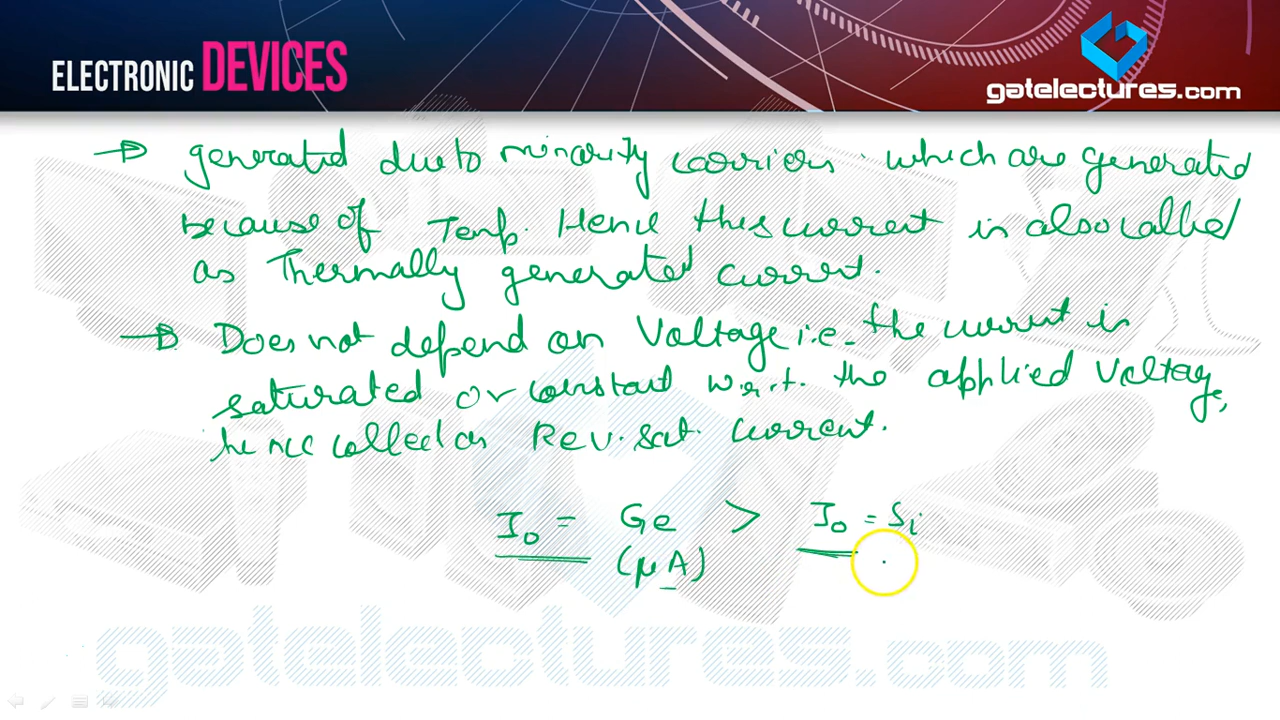 ELECTRONIC DEVICES
gatelectures.com
generated due to minority carriers. which are generated
because of Temp. Hence this current is also called
as Thermally generated current.
Does not depend on Voltage i.e. the current is
saturated or constant w.r.t. the applied Voltage,
hence called as Rev. sat. current.
I₀ = Ge > I₀ = Si
(μA)
gatelectures.com